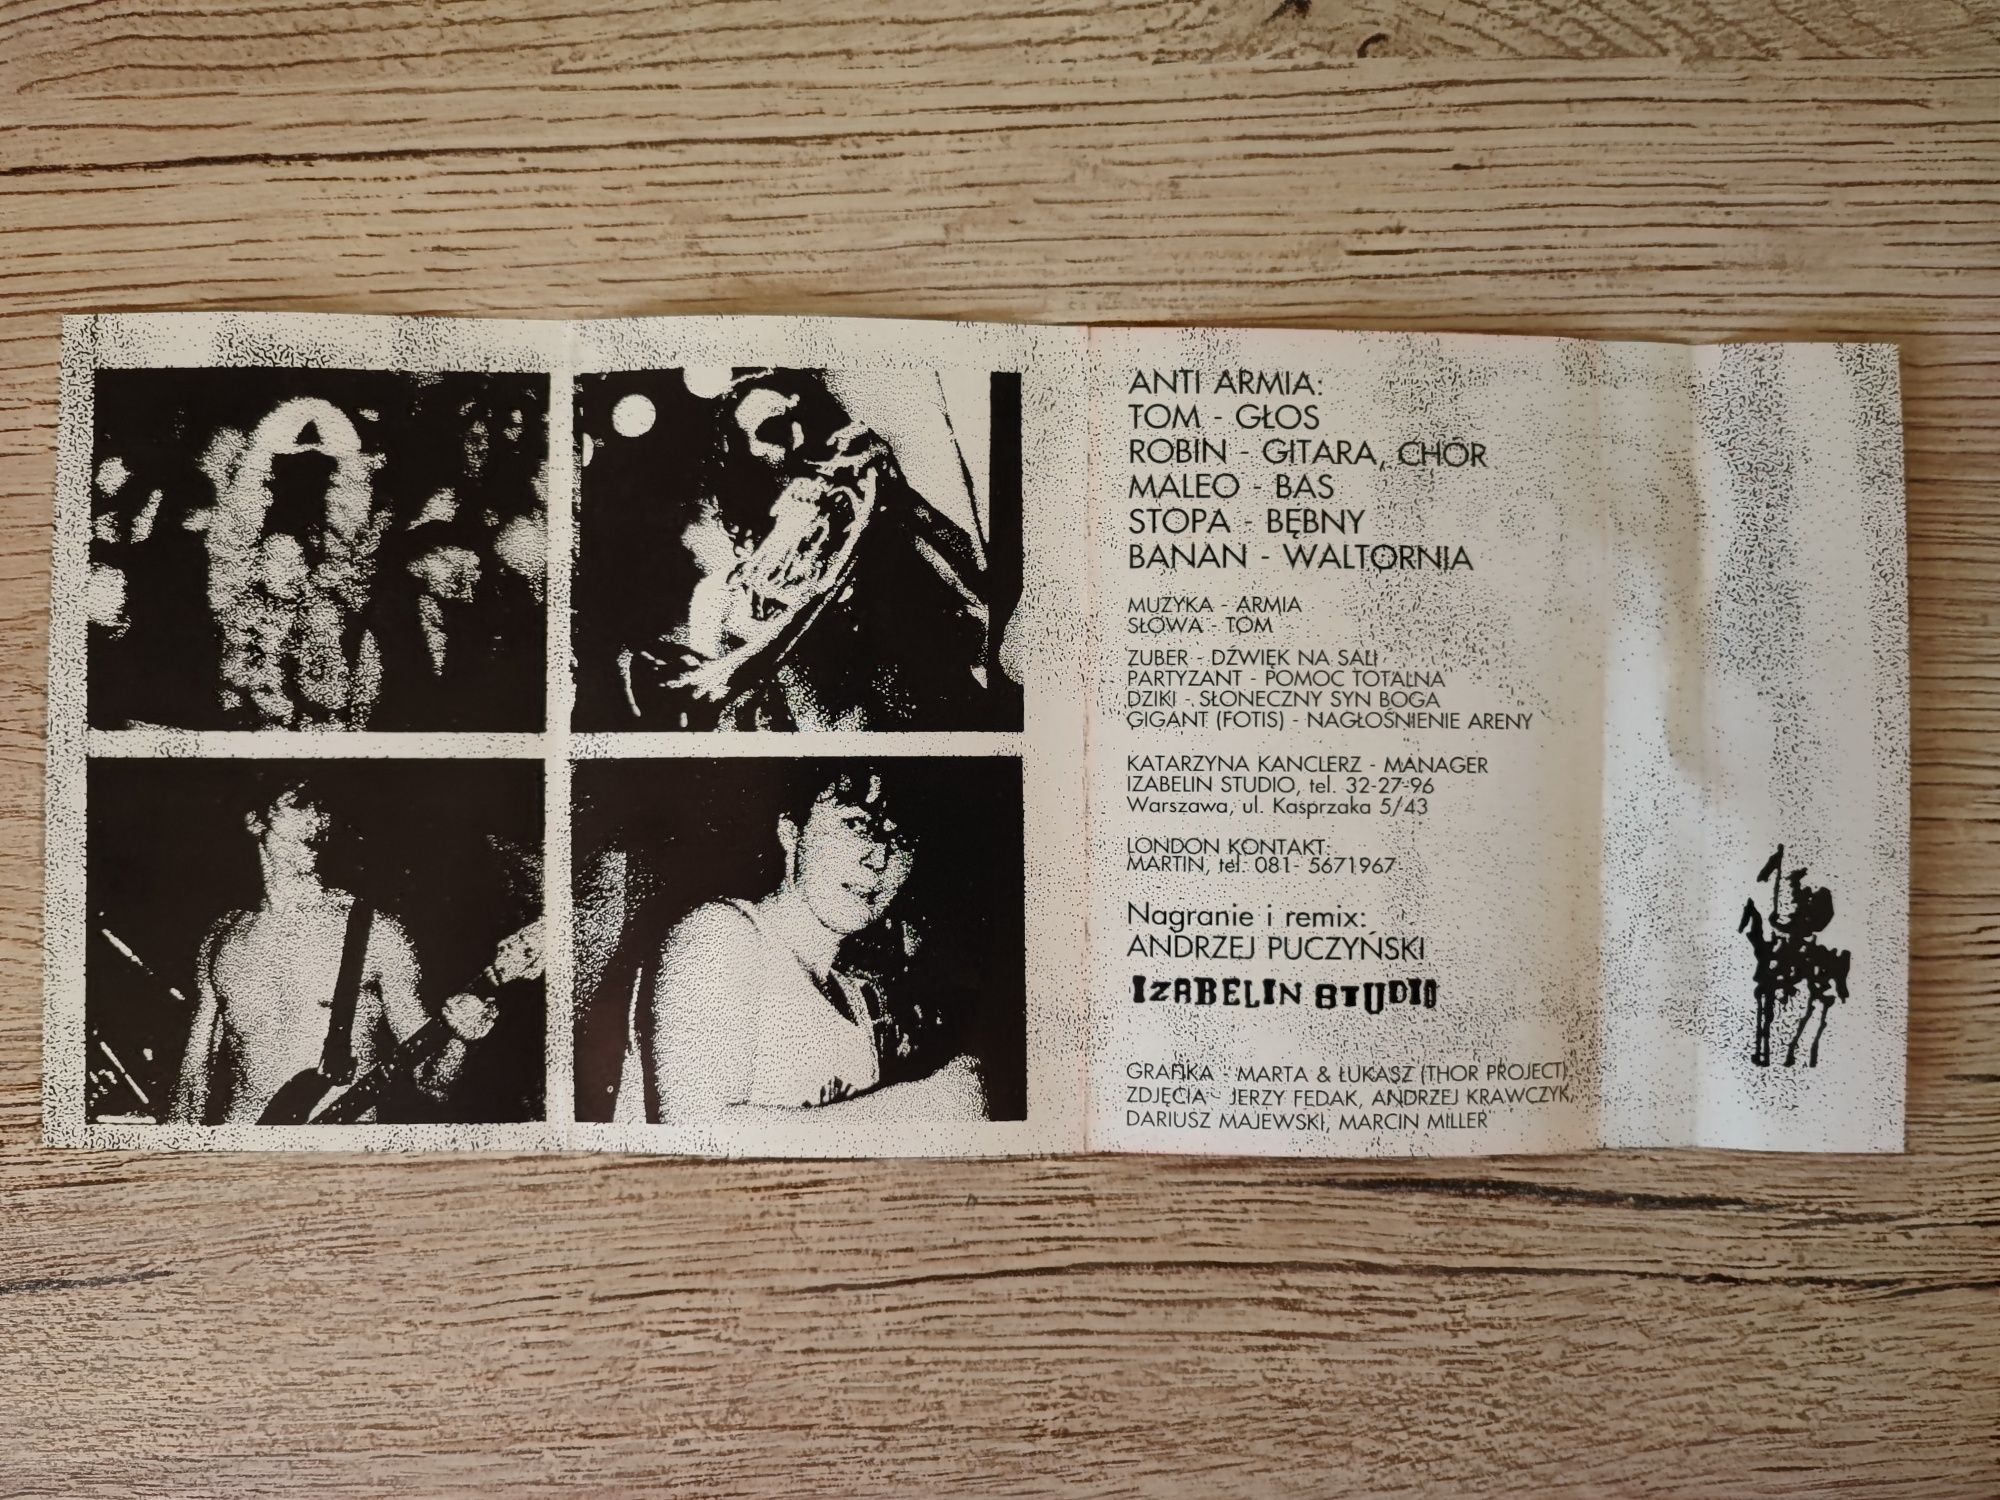 ANTI ARMIA:
TOM - GŁOS
ROBIN - GITARA, CHÓR
MALEO - BAS
STOPA - BĘBNY
BANAN - WALTORNIA
MUZYKA - ARMIA
SŁOWA - TOM
ZUBER - DŹWIĘK NA SALI
PARTYZANT - POMOC TOTALNA
DZIKI - SŁONECZNY SYN BOGA
GIGANT (FOTIS) - NAGŁOŚNIENIE ARENY
KATARZYNA KANCLERZ - MANAGER
IZABELIN STUDIO, tel. 32-27-96
Warszawa, ul. Kasprzaka 5/43
LONDON KONTAKT:
MARTIN, tel. 081- 5671967
Nagranie i remix:
ANDRZEJ PUCZYŃSKI
IZABELIN STUDIO
GRAFIKA - MARTA & ŁUKASZ (THOR PROJECT),
ZDJĘCIA - JERZY FEDAK, ANDRZEJ KRAWCZYK,
DARIUSZ MAJEWSKI, MARCIN MILLER